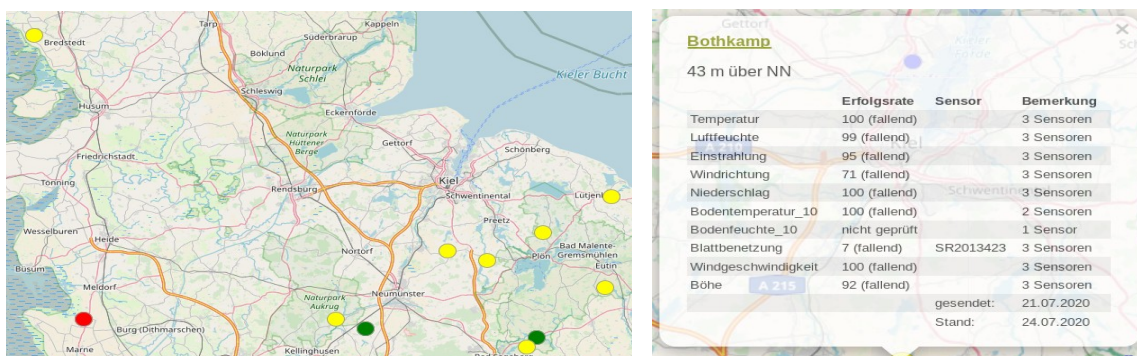 Tarp
Kappeln
Süderbrarup
Bredstedt
Böklund
Naturpark
Schlei
Kieler Bucht
Schleswig
Husum
Eckernförde
Naturpark
Hüttener
Berge
Gettorf
Schönberg
Friedrichstadt
Kiel
Tönning
Rendsburg
Schwentinental
Lütjenb
Preetz
Wesselburen
Heide
Nortorf
Plön
Bad Malente-
Gremsmühlen
Eutin
Büsum
Meldorf
Neumünster
Naturpark
Aukrug
Burg (Dithmarschen)
Marne
Kellinghusen
Gettorf
Bothkamp
43 m über NN
Erfolgsrate Sensor Bemerkung
Temperatur 100 (fallend) 3 Sensoren
Luftfeuchte 99 (fallend) 3 Sensoren
Einstrahlung 95 (fallend) 3 Sensoren
Windrichtung 71 (fallend) 3 Sensoren
Niederschlag 100 (fallend) 3 Sensoren
Bodentemperatur_10 100 (fallend) 2 Sensoren
Bodenfeuchte_10 nicht geprüft 1 Sensor
Blattbenetzung 7 (fallend) SR2013423 3 Sensoren
Windgeschwindigkeit 100 (fallend) 3 Sensoren
Böhe 92 (fallend) 3 Sensoren
gesendet: 21.07.2020
Stand: 24.07.2020
A 210
Kiel
A 215